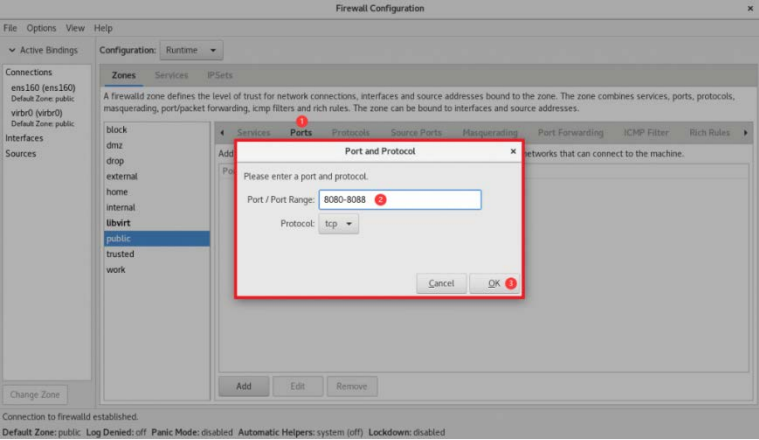 Firewall Configuration ×
File Options View Help
Active Bindings
Configuration: Runtime
Connections
ens160 (ens160)
Default Zone: public
virbr0 (virbr0)
Default Zone: public
Interfaces
Sources
Change Zone
Zones Services IPSets
A firewalld zone defines the level of trust for network connections, interfaces and source addresses bound to the zone. The zone combines services, ports, protocols,
masquerading, port/packet forwarding, icmp filters and rich rules. The zone can be bound to interfaces and source addresses.
block
dmz
drop
external
home
internal
libvirt
public
trusted
work
1
Services Ports Protocols Source Ports Masquerading Port Forwarding ICMP Filter Rich Rules
Add
networks that can connect to the machine.
Po
Port and Protocol ×
Please enter a port and protocol.
Port / Port Range: 8080-8088 2
Protocol: tcp
Cancel OK 3
Add Edit Remove
Connection to firewalld established.
Default Zone: public Log Denied: off Panic Mode: disabled Automatic Helpers: system (off) Lockdown: disabled